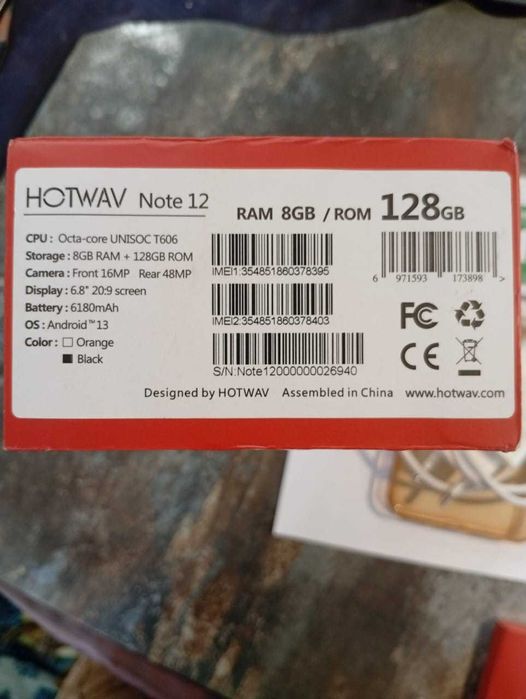 HOTWAV Note 12
RAM 8GB / ROM 128GB
CPU : Octa-core UNISOC T606
Storage : 8GB RAM + 128GB ROM
Camera : Front 16MP Rear 48MP
Display : 6.8" 20:9 screen
Battery : 6180mAh
OS : Android™13
Color : Orange
Black
IMEI1:354851860378395
IMEI2:354851860378403
S/N:Note12000000026940
6 971593 173898 >
FC
CE
Designed by HOTWAV Assembled in China www.hotwav.com